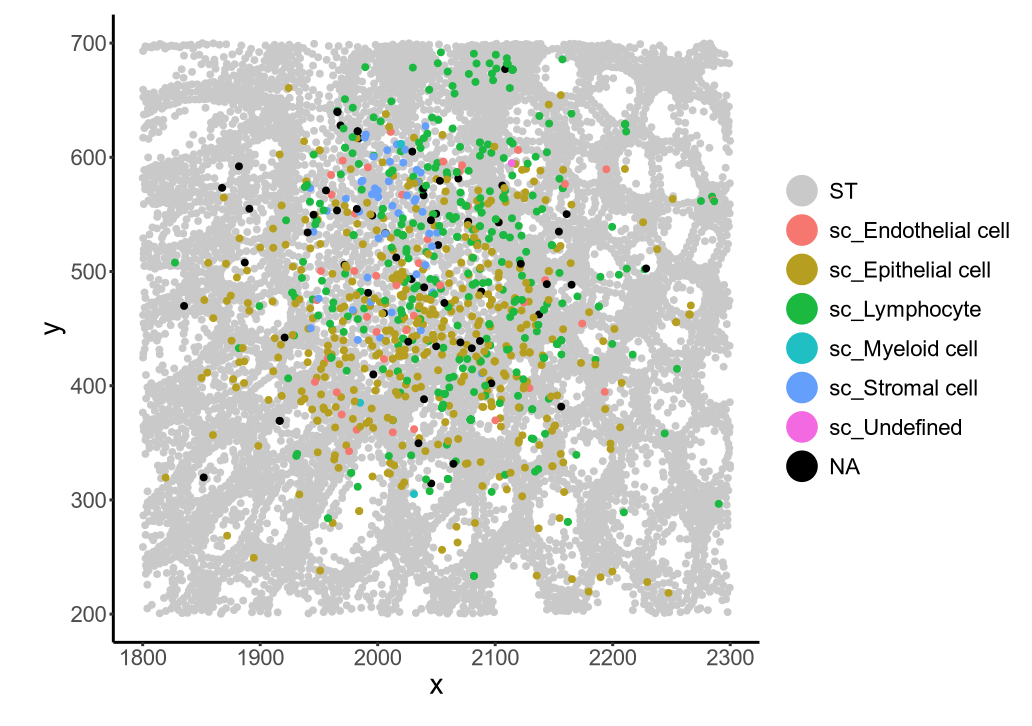 700
600
500
400
300
200
y
1800 1900 2000 2100 2200 2300
x
ST
sc_Endothelial cell
sc_Epithelial cell
sc_Lymphocyte
sc_Myeloid cell
sc_Stromal cell
sc_Undefined
NA